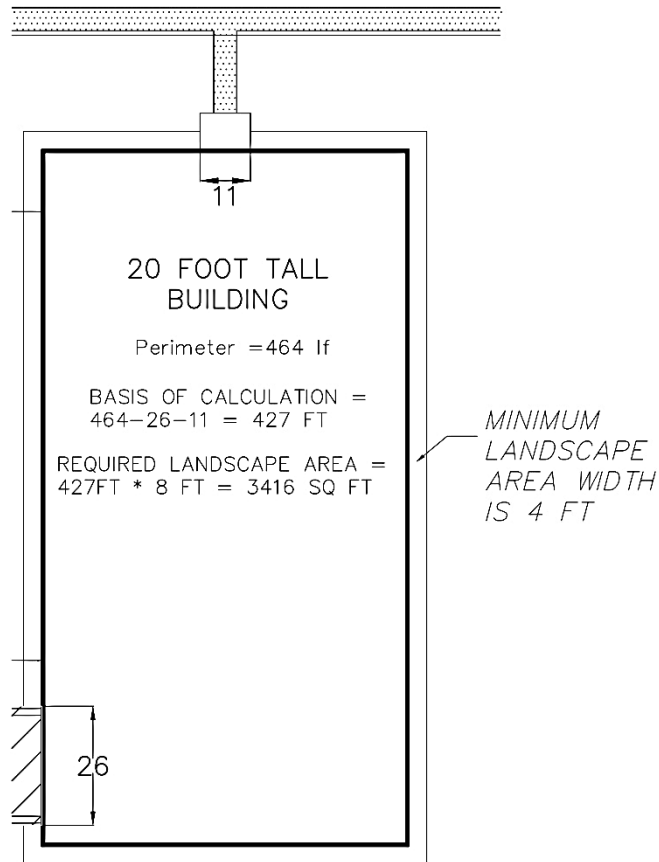 11
20 FOOT TALL
BUILDING
Perimeter =464 lf
BASIS OF CALCULATION =
464-26-11 = 427 FT
REQUIRED LANDSCAPE AREA =
427FT * 8 FT = 3416 SQ FT
MINIMUM
LANDSCAPE
AREA WIDTH
IS 4 FT
26